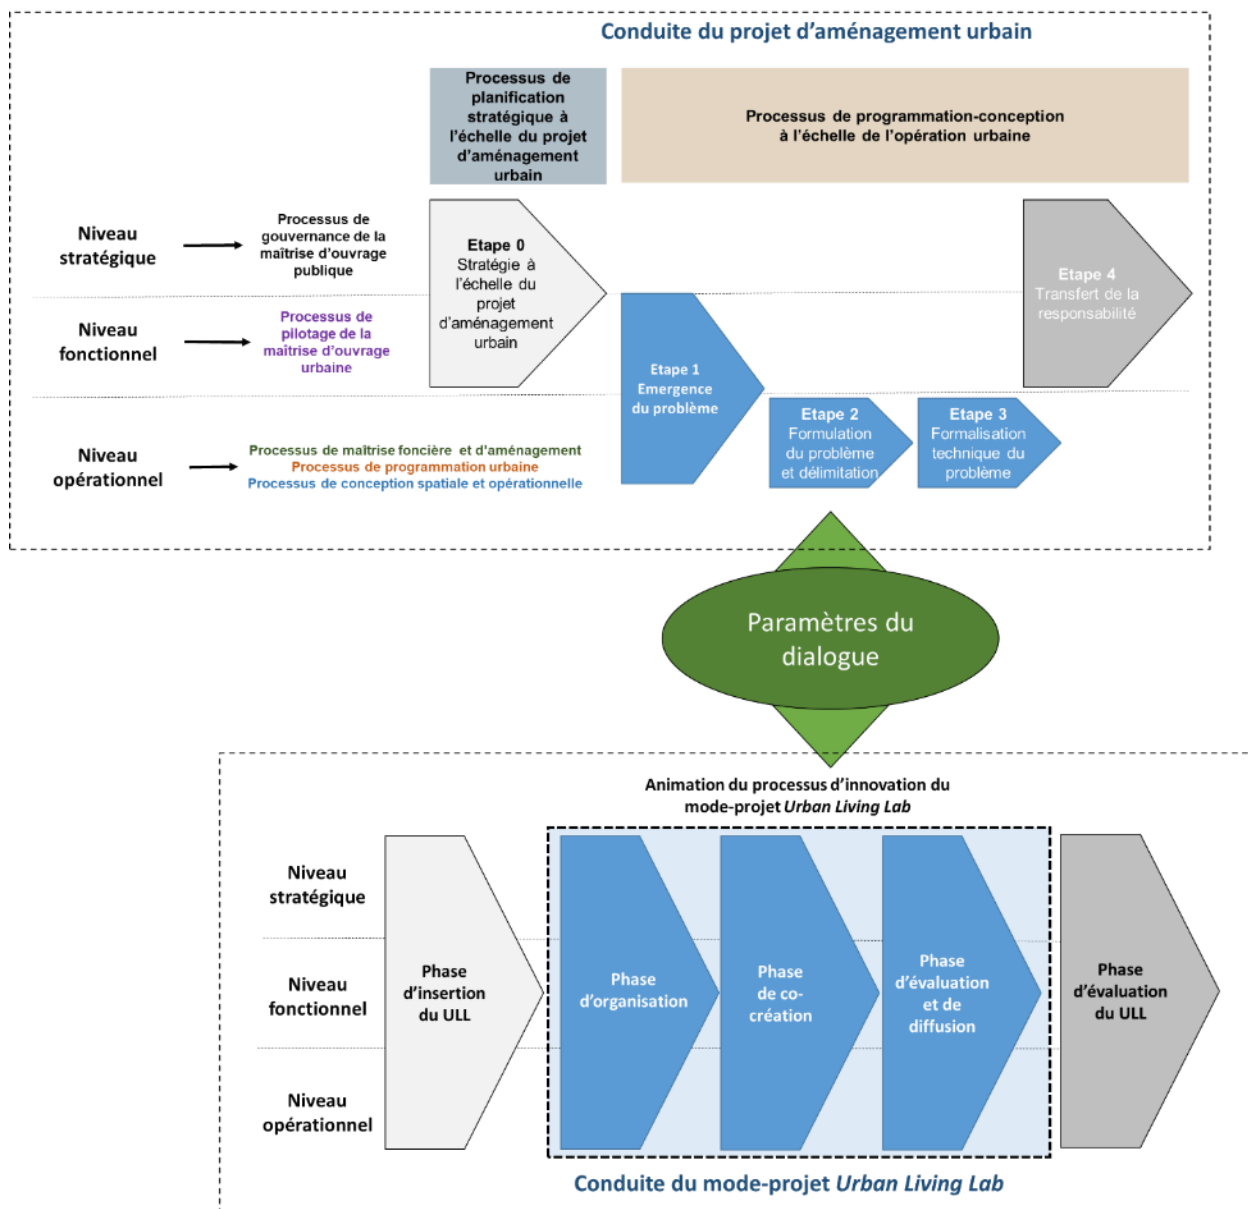 Conduite du projet d'aménagement urbain
Processus de
planification
stratégique à
l'échelle du projet
d'aménagement
urbain
Processus de programmation-conception
à l'échelle de l'opération urbaine
Niveau
stratégique
Processus de
gouvernance de la
maîtrise d'ouvrage
publique
Etape 0
Stratégie à
l'échelle du
projet
d'aménagement
urbain
Etape 4
Transfert de la
responsabilité
Niveau
fonctionnel
Processus de
pilotage de la
maîtrise d'ouvrage
urbaine
Etape 1
Emergence
du problème
Niveau
opérationnel
Processus de maîtrise foncière et d'aménagement
Processus de programmation urbaine
Processus de conception spatiale et opérationnelle
Etape 2
Formulation
du problème
et délimitation
Etape 3
Formalisation
technique du
problème
Paramètres du
dialogue
Animation du processus d'innovation du
mode-projet Urban Living Lab
Niveau
stratégique
Niveau
fonctionnel
Niveau
opérationnel
Phase
d'insertion
du ULL
Phase
d'organisation
Phase
de co-
création
Phase
d'évaluation
et de
diffusion
Phase
d'évaluation
du ULL
Conduite du mode-projet Urban Living Lab